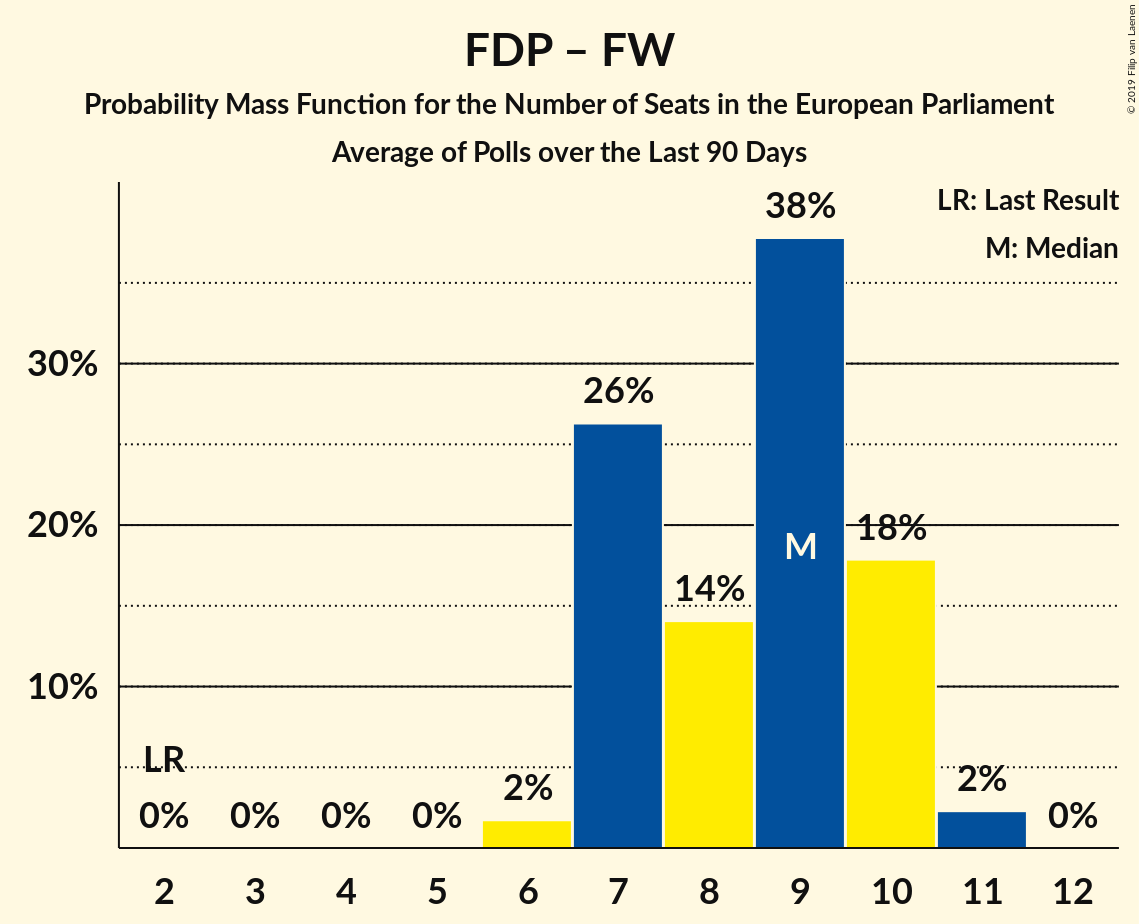 FDP – FW
Probability Mass Function for the Number of Seats in the European Parliament
Average of Polls over the Last 90 Days
© 2019 Filip van Laenen
LR: Last Result
M: Median
38%
30%
26%
20%
18%
M
14%
10%
LR
2%
2%
0%
0%
0%
0%
0%
2 3 4 5 6 7 8 9 10 11 12